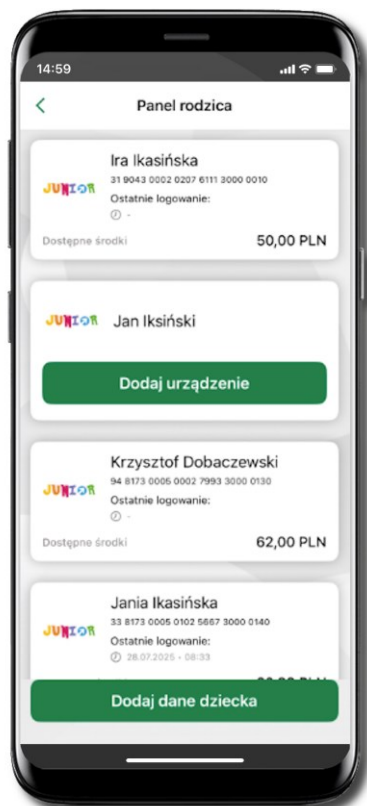 14:59
Panel rodzica
Ira Ikasińska
31 9043 0002 0207 6111 3000 0010
JUNIOR
Ostatnie logowanie:
-
Dostępne środki 50,00 PLN
JUNIOR Jan Iksiński
Dodaj urządzenie
Krzysztof Dobaczewski
94 8173 0005 0002 7993 3000 0130
JUNIOR
Ostatnie logowanie:
-
Dostępne środki 62,00 PLN
Jania Ikasińska
33 8173 0005 0102 5667 3000 0140
JUNIOR
Ostatnie logowanie:
28.07.2025 - 08:33
Dodaj dane dziecka